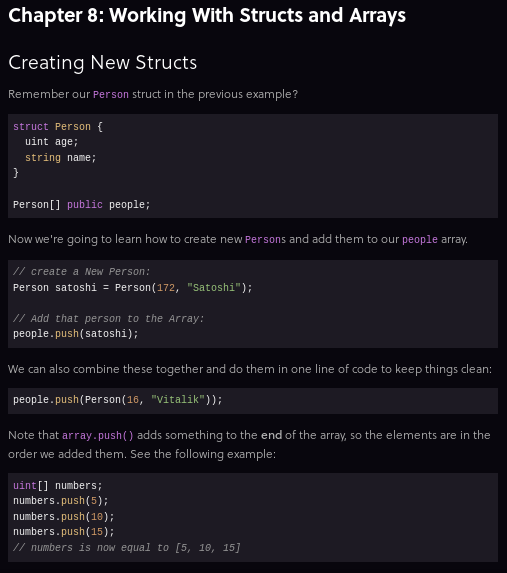 Chapter 8: Working With Structs and Arrays
Creating New Structs
Remember our Person struct in the previous example?
struct Person {
  uint age;
  string name;
}

Person[] public people;
Now we're going to learn how to create new Persons and add them to our people array.
// create a New Person:
Person satoshi = Person(172, "Satoshi");

// Add that person to the Array:
people.push(satoshi);
We can also combine these together and do them in one line of code to keep things clean:
people.push(Person(16, "Vitalik"));
Note that array.push() adds something to the end of the array, so the elements are in the
order we added them. See the following example:
uint[] numbers;
numbers.push(5);
numbers.push(10);
numbers.push(15);
// numbers is now equal to [5, 10, 15]